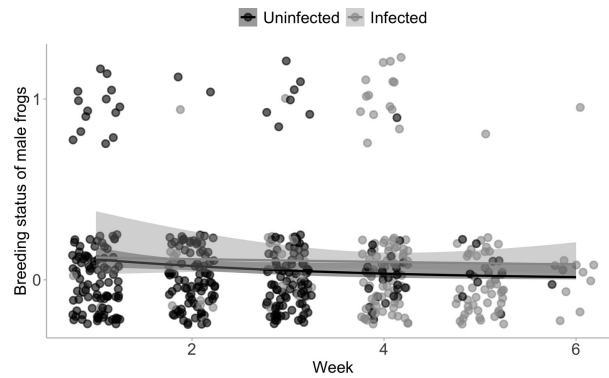 Uninfected Infected
Breeding status of male frogs
1
0
2 4 6
Week